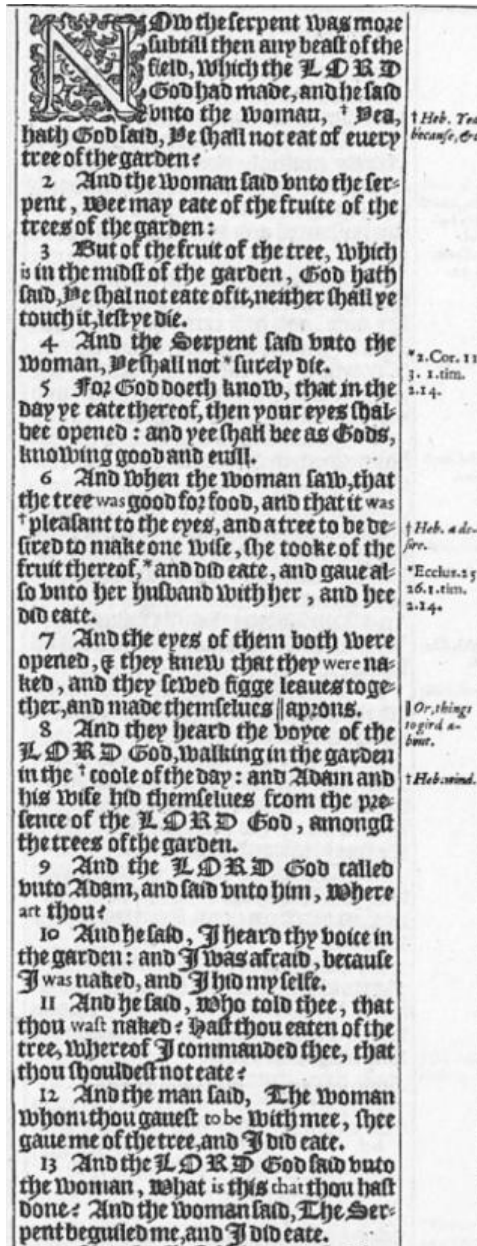 NOw the ſerpent was more
ſubtill then any beaſt of the
field, which the LORD
God had made, and he ſaid
vnto the woman, † Yea,
hath God ſaid, Ye ſhall not eat of euery
tree of the garden?
2 And the woman ſaid vnto the ſer-
pent, Wee may eate of the fruite of the
trees of the garden:
3 But of the fruit of the tree, which
is in the midſt of the garden, God hath
ſaid, Ye ſhal not eate of it, neither ſhall ye
touch it, leſt ye die.
4 And the Serpent ſaid vnto the
woman, Ye ſhall not *ſurely die.
5 For God doeth know, that in the
day ye eate thereof, then your eyes ſhal-
bee opened: and yee ſhall bee as Gods,
knowing good and euill.
6 And when the woman ſaw, that
the tree was good for food, and that it was
† pleaſant to the eyes, and a tree to be de-
ſired to make one wiſe, ſhe tooke of the
fruit thereof, * and did eate, and gaue al-
ſo vnto her huſband with her, and hee
did eate.
7 And the eyes of them both were
opened, & they knew that they were na-
ked, and they ſewed figge leaues toge-
ther, and made themſelues ‖ aprons.
8 And they heard the voyce of the
LORD God, walking in the garden
in the † coole of the day: and Adam and
his wife hid themſelues from the pre-
ſence of the LORD God, amongſt
the trees of the garden.
9 And the LORD God called
vnto Adam, and ſaid vnto him, Where
art thou?
10 And he ſaid, I heard thy voice in
the garden: and I was afraid, becauſe
I was naked, and I hid my ſelfe.
11 And he ſaid, Who told thee, that
thou waſt naked? Haſt thou eaten of the
tree, whereof I commanded thee, that
thou ſhouldeſt not eate?
12 And the man ſaid, The woman
whom thou gaueſt to be with mee, ſhee
gaue me of the tree, and I did eate.
13 And the LORD God ſaid vnto
the woman, What is this that thou haſt
done? And the woman ſaid, The Ser-
pent beguiled me, and I did eate.
† Heb. Yea
becauſe, &c
*2. Cor. 11
3. 1. tim.
2.14.
† Heb. a de-
ſire.
*Ecclus. 25
26. 1. tim.
2.14.
‖ Or, things
to gird a-
bout.
† Heb. wind.